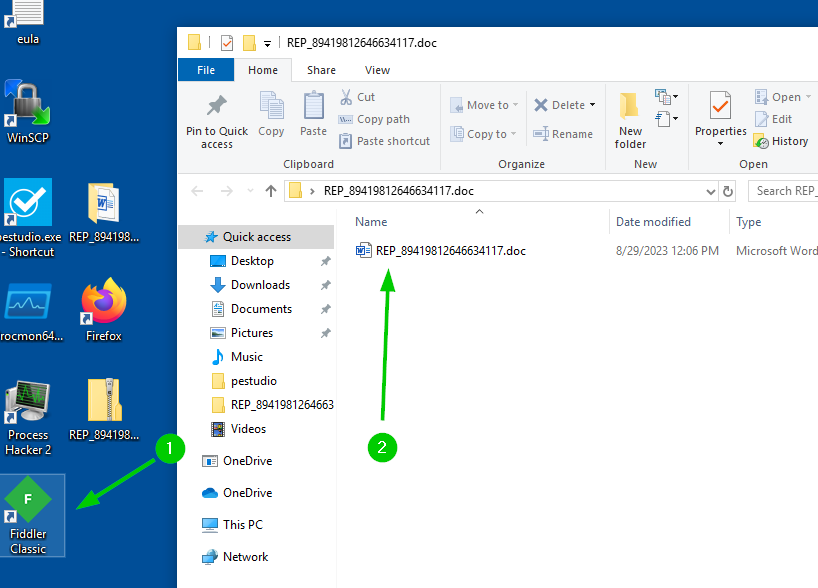 eula
WinSCP
pestudio.exe
- Shortcut
REP_894198...
rocmon64...
Firefox
Process
Hacker 2
REP_894198...
F
Fiddler
Classic
1
REP_89419812646634117.doc
File
Home
Share
View
Pin to Quick
access
Copy
Paste
Cut
Copy path
Paste shortcut
Clipboard
Move to
Copy to
Delete
Rename
Organize
New
folder
New
Properties
Open
Edit
History
Open
REP_89419812646634117.doc
Search REP_
Name
Date modified
Type
Quick access
Desktop
Downloads
Documents
Pictures
Music
pestudio
REP_8941981264663
Videos
OneDrive
OneDrive
This PC
Network
REP_89419812646634117.doc
8/29/2023 12:06 PM
Microsoft Word
2